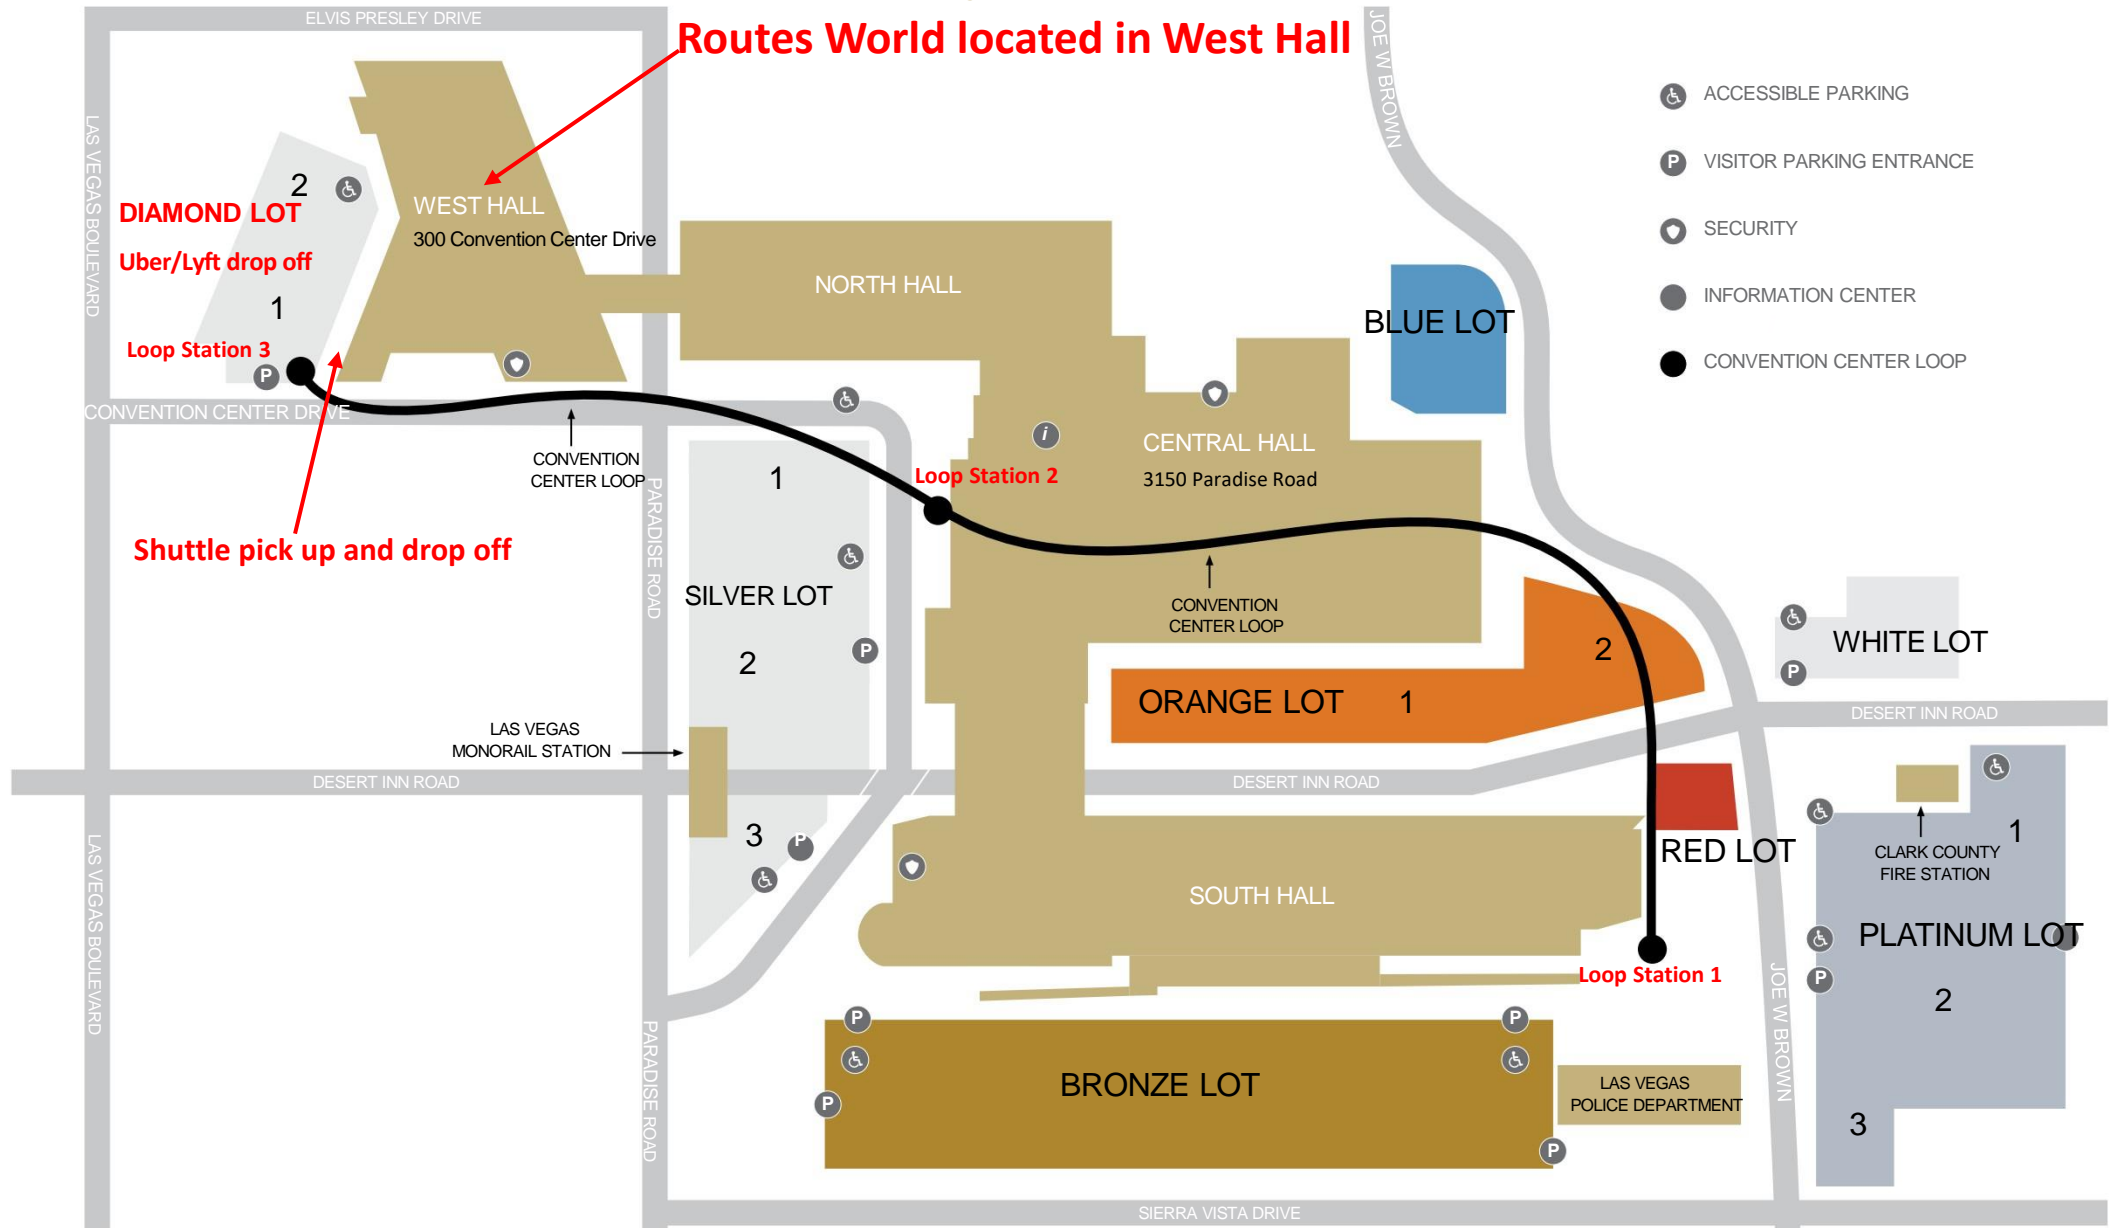 ELVIS PRESLEY DRIVE
Routes World located in West Hall
JOE W BROWN
ACCESSIBLE PARKING
P VISITOR PARKING ENTRANCE
SECURITY
INFORMATION CENTER
CONVENTION CENTER LOOP
LAS VEGAS BOULEVARD
2
DIAMOND LOT
Uber/Lyft drop off
1
Loop Station 3
P
WEST HALL
300 Convention Center Drive
NORTH HALL
BLUE LOT
CONVENTION CENTER DRIVE
CONVENTION
CENTER LOOP
Shuttle pick up and drop off
PARADISE ROAD
1
SILVER LOT
2
P
Loop Station 2
i
CENTRAL HALL
3150 Paradise Road
CONVENTION
CENTER LOOP
2
ORANGE LOT 1
WHITE LOT
P
LAS VEGAS
MONORAIL STATION
DESERT INN ROAD
DESERT INN ROAD
DESERT INN ROAD
3
P
RED LOT
CLARK COUNTY
FIRE STATION
1
PLATINUM LOT
P
2
3
SOUTH HALL
Loop Station 1
LAS VEGAS BOULEVARD
PARADISE ROAD
JOE W BROWN
P
P
P
P
BRONZE LOT
LAS VEGAS
POLICE DEPARTMENT
SIERRA VISTA DRIVE